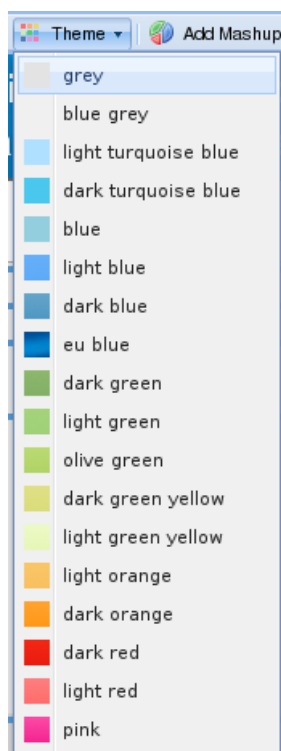 Theme Add Mashup
grey
blue grey
light turquoise blue
dark turquoise blue
blue
light blue
dark blue
eu blue
dark green
light green
olive green
dark green yellow
light green yellow
light orange
dark orange
dark red
light red
pink